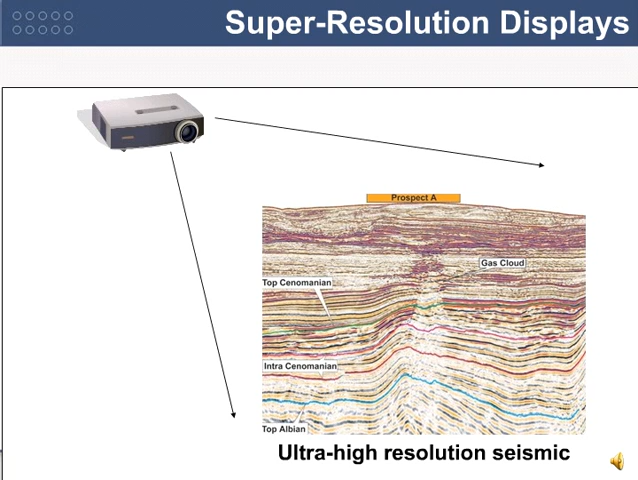 Super-Resolution Displays
Prospect A
Gas Cloud
Top Cenomanian
Intra Cenomanian
Top Albian
Ultra-high resolution seismic